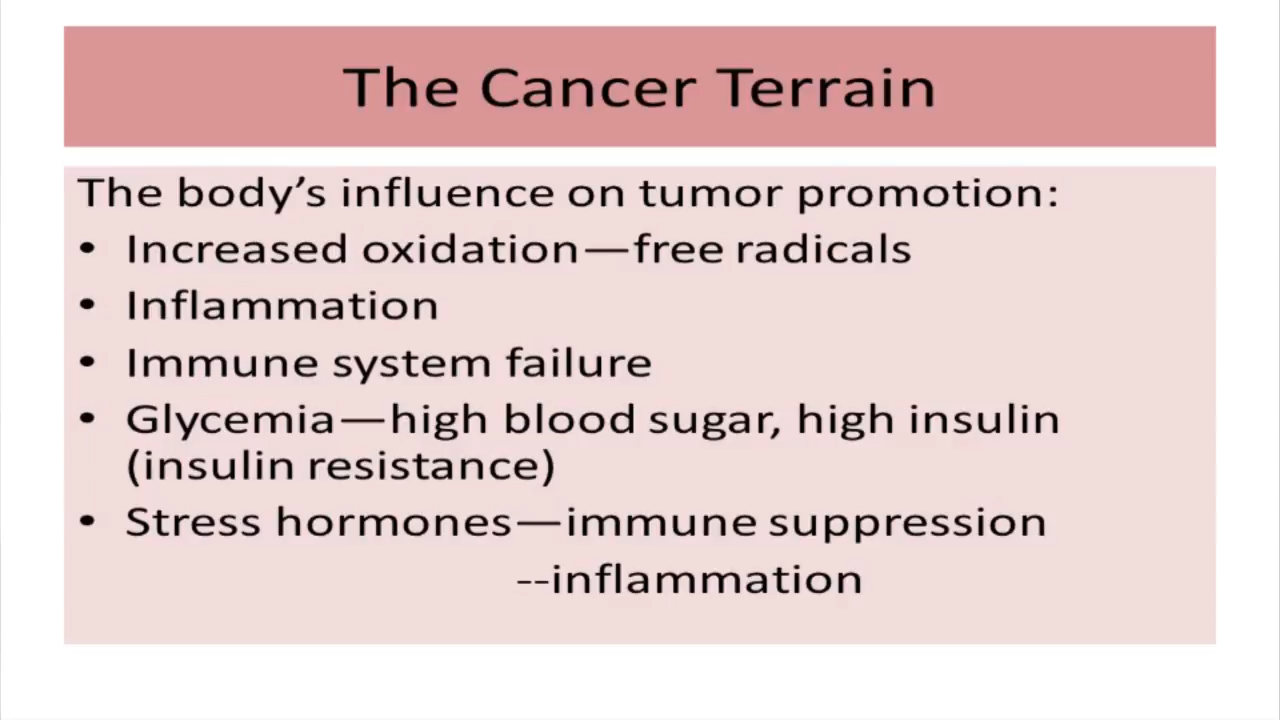 The Cancer Terrain
The body’s influence on tumor promotion:
• Increased oxidation—free radicals
• Inflammation
• Immune system failure
• Glycemia—high blood sugar, high insulin
(insulin resistance)
• Stress hormones—immune suppression
--inflammation